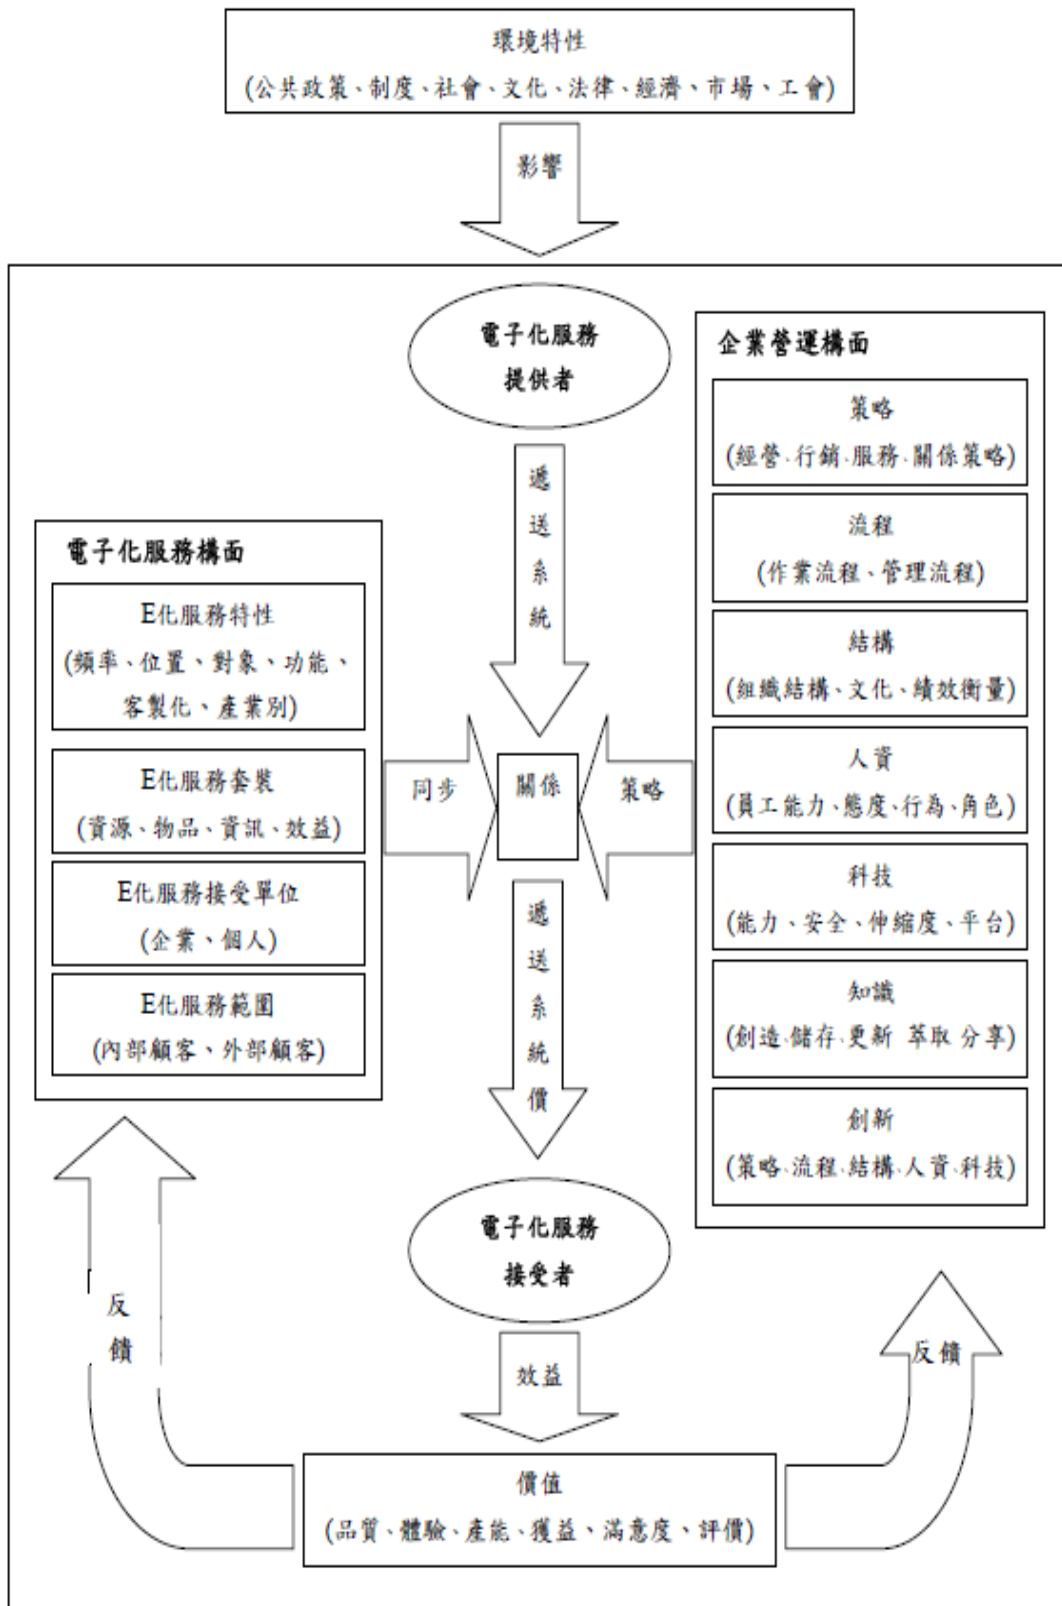 環境特性
(公共政策、制度、社會、文化、法律、經濟、市場、工會)
影響
電子化服務
提供者
遞送系統
企業營運構面
策略
(經營、行銷、服務、關係策略)
流程
(作業流程、管理流程)
結構
(組織結構、文化、績效衡量)
人資
(員工能力、態度、行為、角色)
科技
(能力、安全、伸縮度、平台)
知識
(創造、儲存、更新 萃取 分享)
創新
(策略、流程、結構、人資、科技)
電子化服務構面
E化服務特性
(頻率、位置、對象、功能、
客製化、產業別)
E化服務套裝
(資源、物品、資訊、效益)
E化服務接受單位
(企業、個人)
E化服務範圍
(內部顧客、外部顧客)
同步
關係
策略
遞送系統價
電子化服務
接受者
效益
反饋
反饋
價值
(品質、體驗、產能、獲益、滿意度、評價)